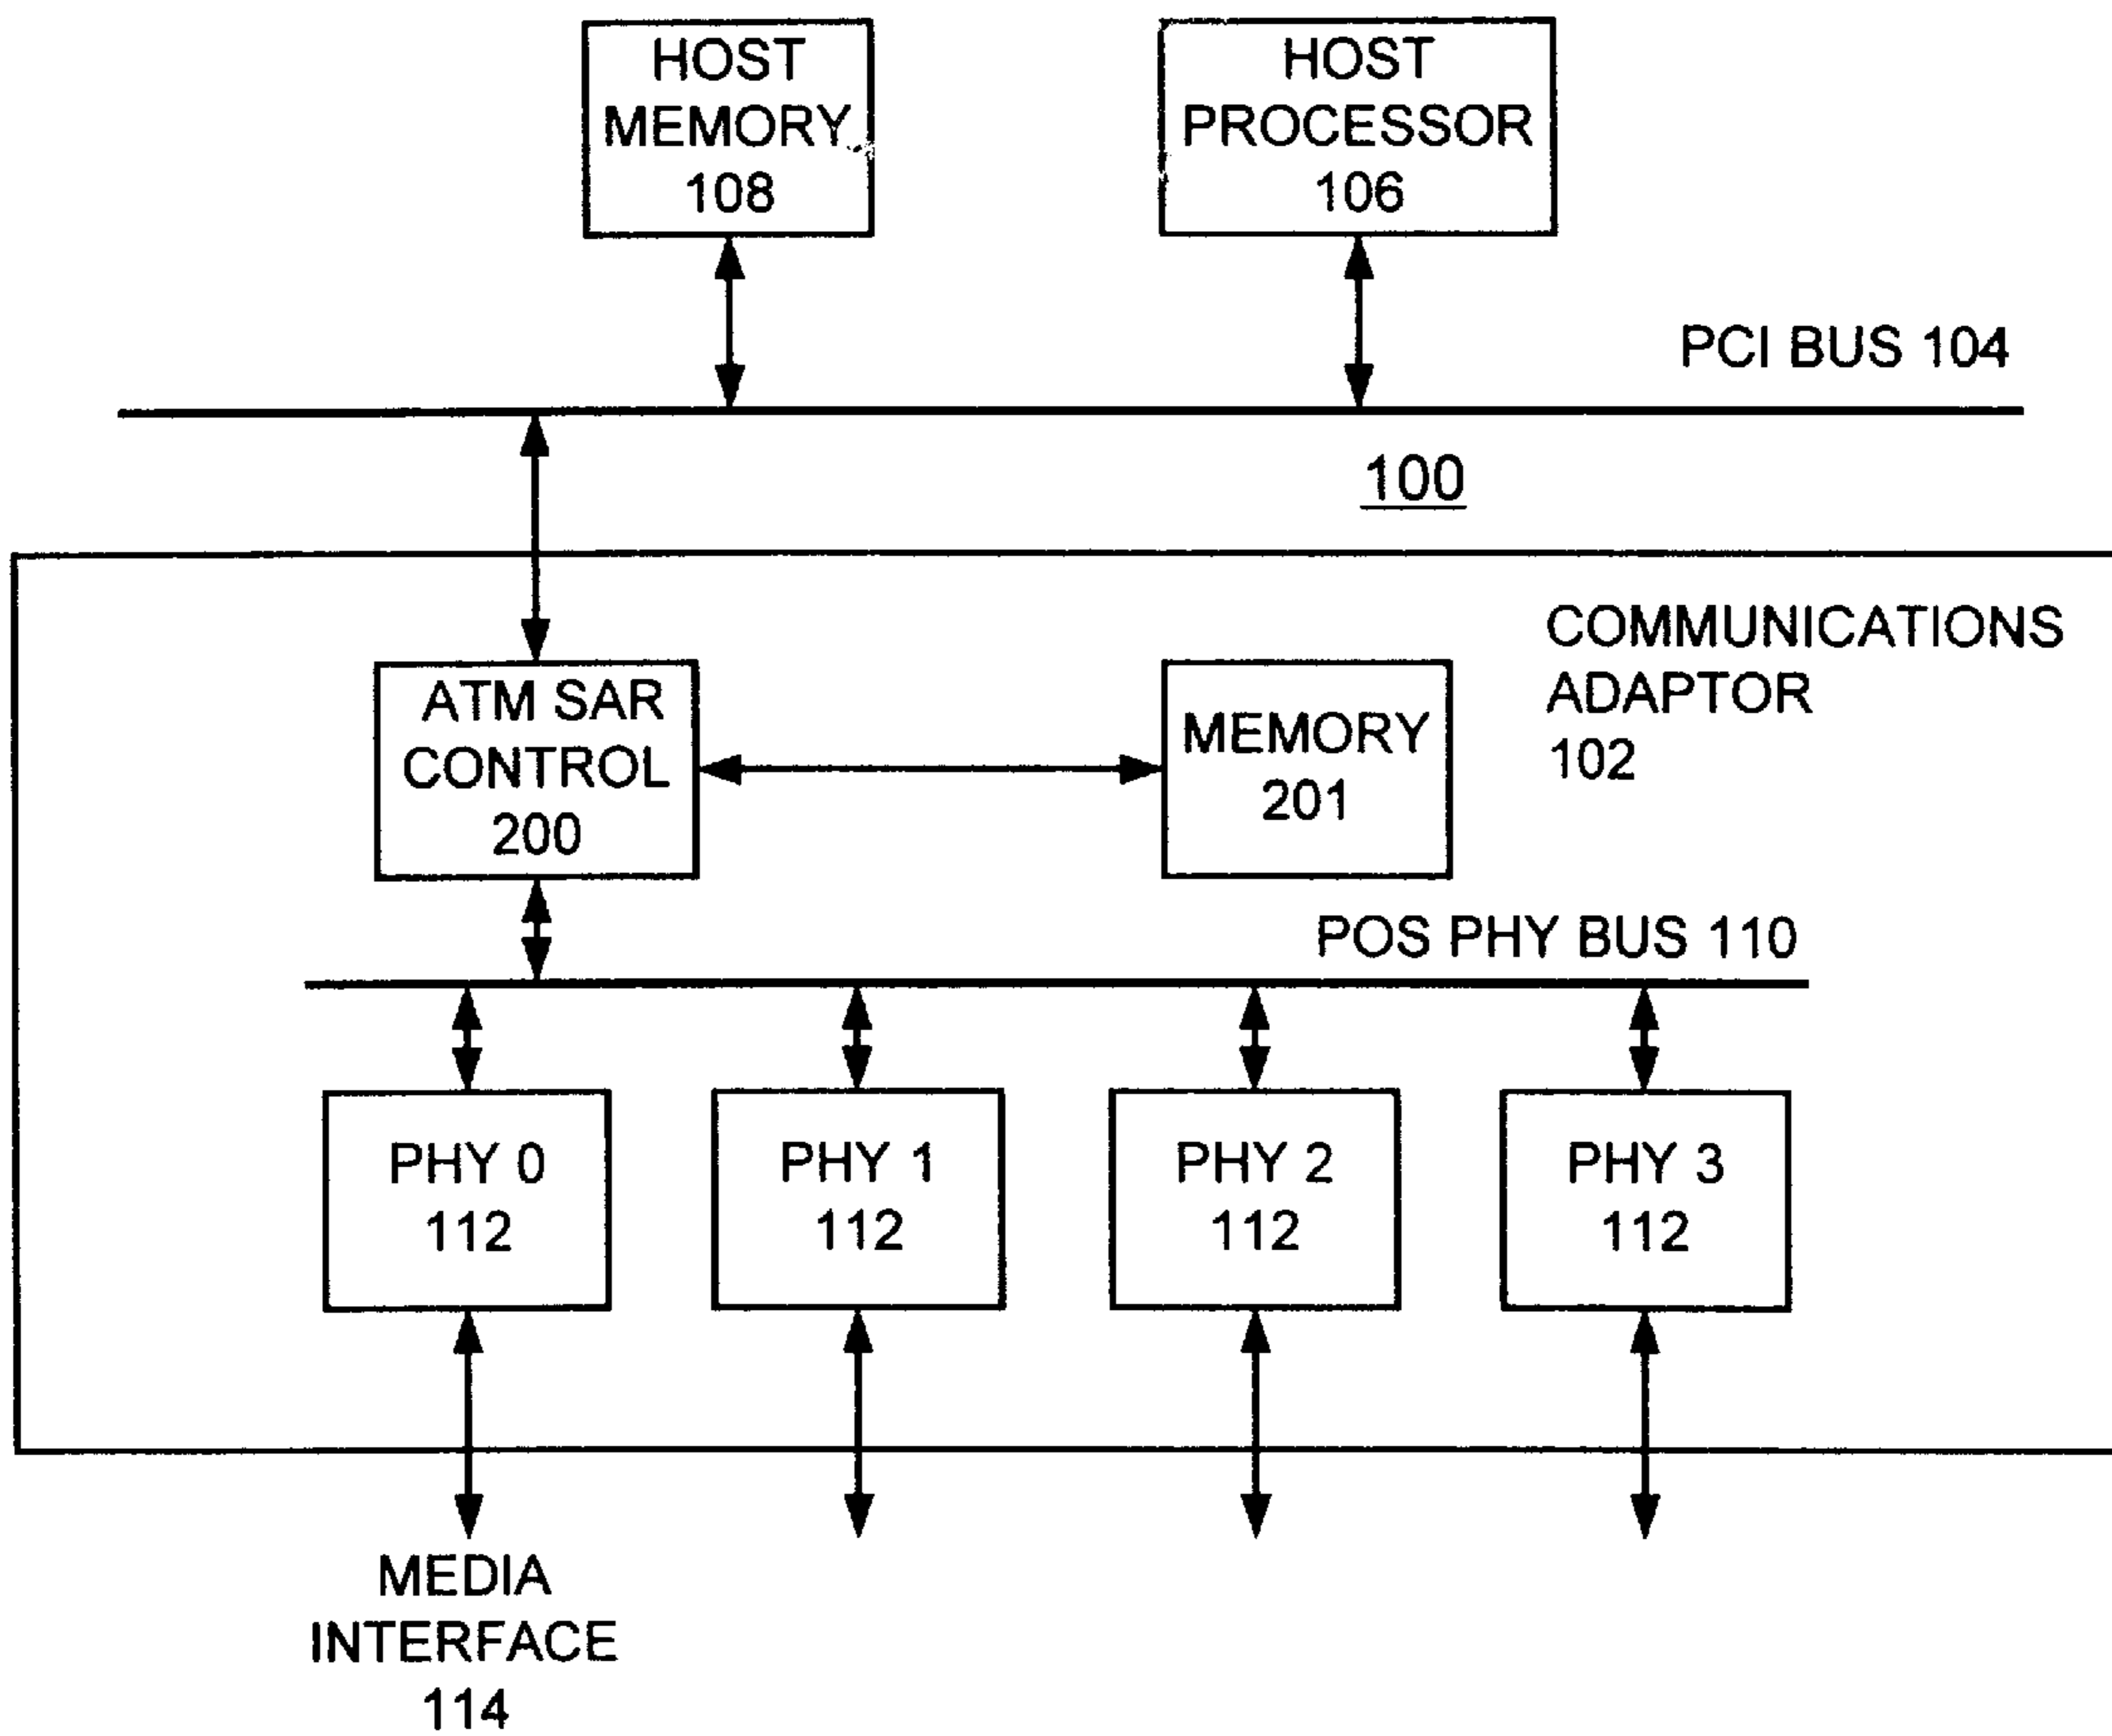 HOST
MEMORY
108
HOST
PROCESSOR
106
PCI BUS 104
100
COMMUNICATIONS
ADAPTOR
102
ATM SAR
CONTROL
200
MEMORY
201
POS PHY BUS 110
PHY 0
112
PHY 1
112
PHY 2
112
PHY 3
112
MEDIA
INTERFACE
114